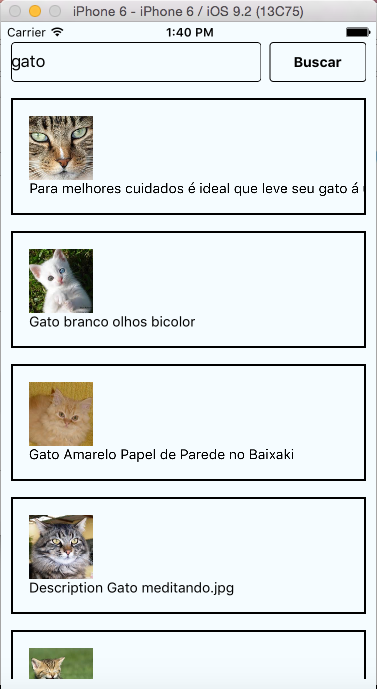 iPhone 6 - iPhone 6 / iOS 9.2 (13C75)
Carrier 1:40 PM
gato Buscar
Para melhores cuidados é ideal que leve seu gato á
Gato branco olhos bicolor
Gato Amarelo Papel de Parede no Baixaki
Description Gato meditando.jpg